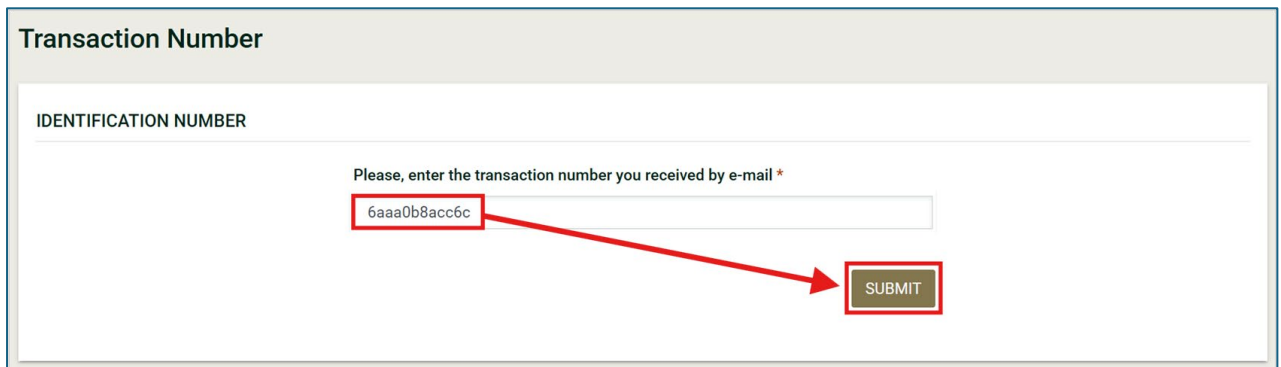 Transaction Number
IDENTIFICATION NUMBER
Please, enter the transaction number you received by e-mail *
6aaa0b8acc6c
SUBMIT